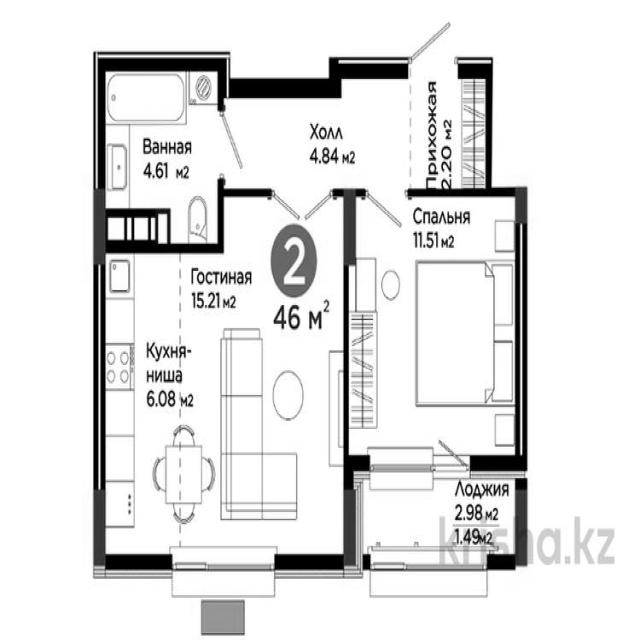 Ванная
4.61 м2
Холл
4.84 м2
Прихожая
2.20 м2
Гостиная
15.21 м2
2
46 м2
Спальня
11.51 м2
Кухня-
ниша
6.08 м2
Лоджия
2.98 м2
1.49м2
krisha.kz